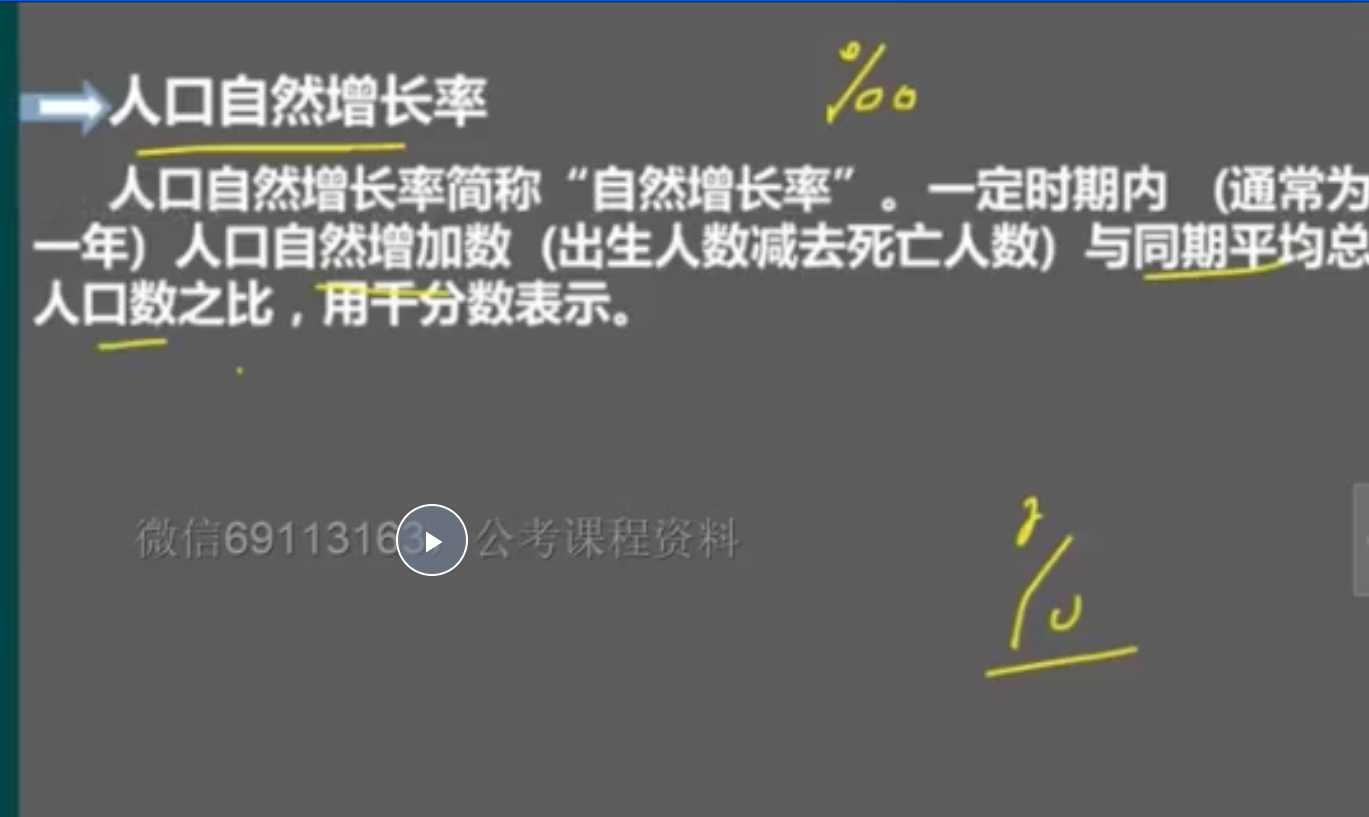 ‰
人口自然增长率
人口自然增长率简称“自然增长率”。一定时期内 (通常为
一年) 人口自然增加数 (出生人数减去死亡人数) 与同期平均总
人口数之比，用千分数表示。
微信69113163 公考课程资料
%